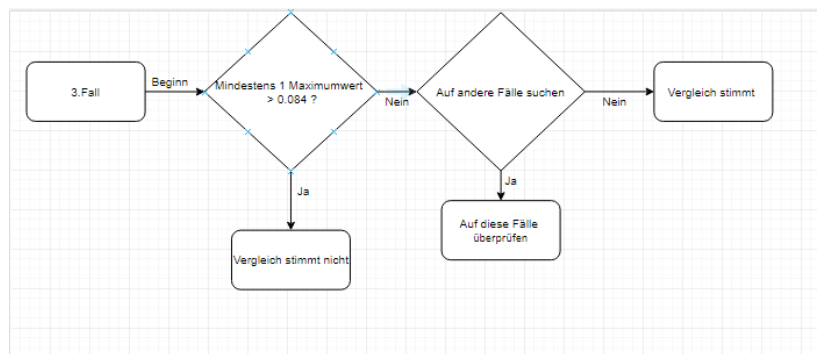 3.Fall
Beginn
Mindestens 1 Maximumwert
> 0.084 ?
Nein
Auf andere Fälle suchen
Nein
Vergleich stimmt
Ja
Vergleich stimmt nicht
Ja
Auf diese Fälle
überprüfen